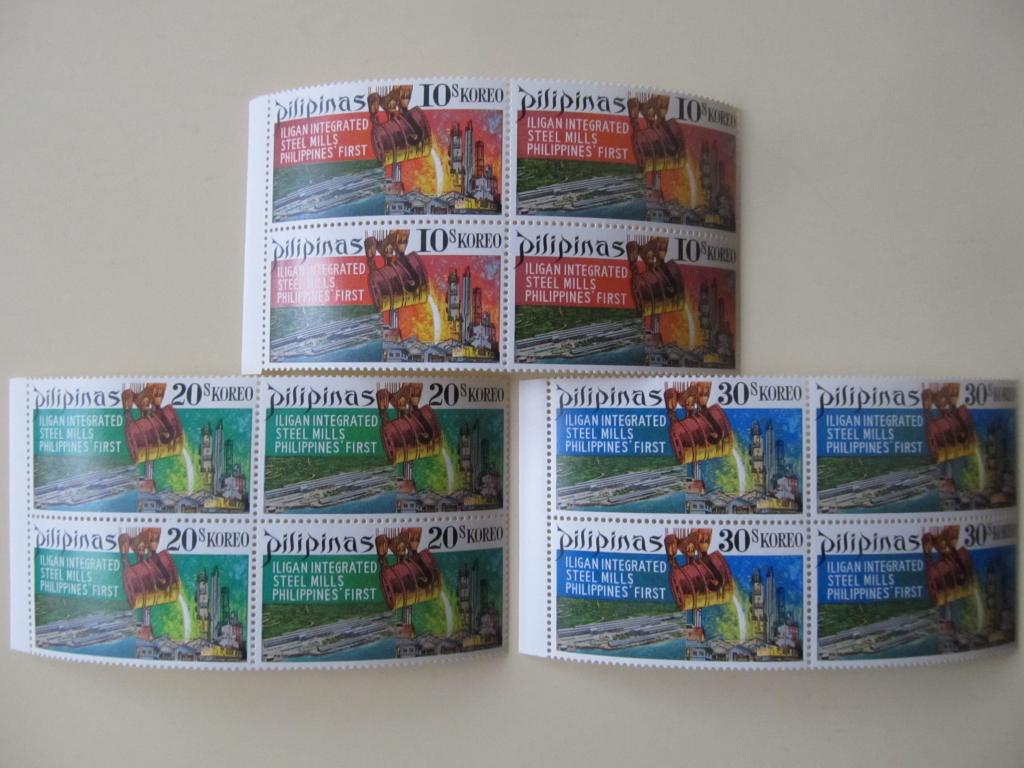 Pilipinas 10s KOREO
ILIGAN INTEGRATED
STEEL MILLS
PHILIPPINES' FIRST
Pilipinas 10s KOREO
ILIGAN INTEGRATED
STEEL MILLS
PHILIPPINES' FIRST
Pilipinas 10s KOREO
ILIGAN INTEGRATED
STEEL MILLS
PHILIPPINES' FIRST
Pilipinas 10s KOREO
ILIGAN INTEGRATED
STEEL MILLS
PHILIPPINES' FIRST
Pilipinas 20s KOREO
ILIGAN INTEGRATED
STEEL MILLS
PHILIPPINES' FIRST
Pilipinas 20s KOREO
ILIGAN INTEGRATED
STEEL MILLS
PHILIPPINES' FIRST
Pilipinas 20s KOREO
ILIGAN INTEGRATED
STEEL MILLS
PHILIPPINES' FIRST
Pilipinas 20s KOREO
ILIGAN INTEGRATED
STEEL MILLS
PHILIPPINES' FIRST
Pilipinas 30s KOREO
ILIGAN INTEGRATED
STEEL MILLS
PHILIPPINES' FIRST
Pilipinas 30s KOREO
ILIGAN INTEGRATED
STEEL MILLS
PHILIPPINES' FIRST
Pilipinas 30s KOREO
ILIGAN INTEGRATED
STEEL MILLS
PHILIPPINES' FIRST
Pilipinas 30s KOREO
ILIGAN INTEGRATED
STEEL MILLS
PHILIPPINES' FIRST